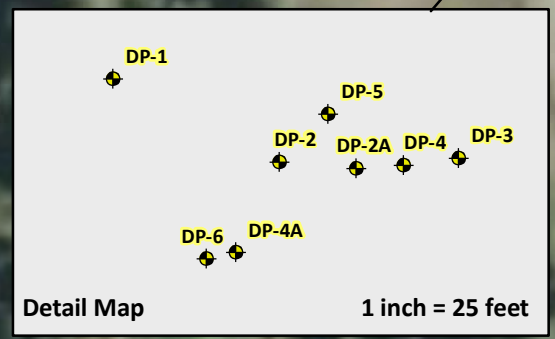 DP-1
DP-5
DP-2
DP-2A
DP-4
DP-3
DP-6
DP-4A
Detail Map
1 inch = 25 feet